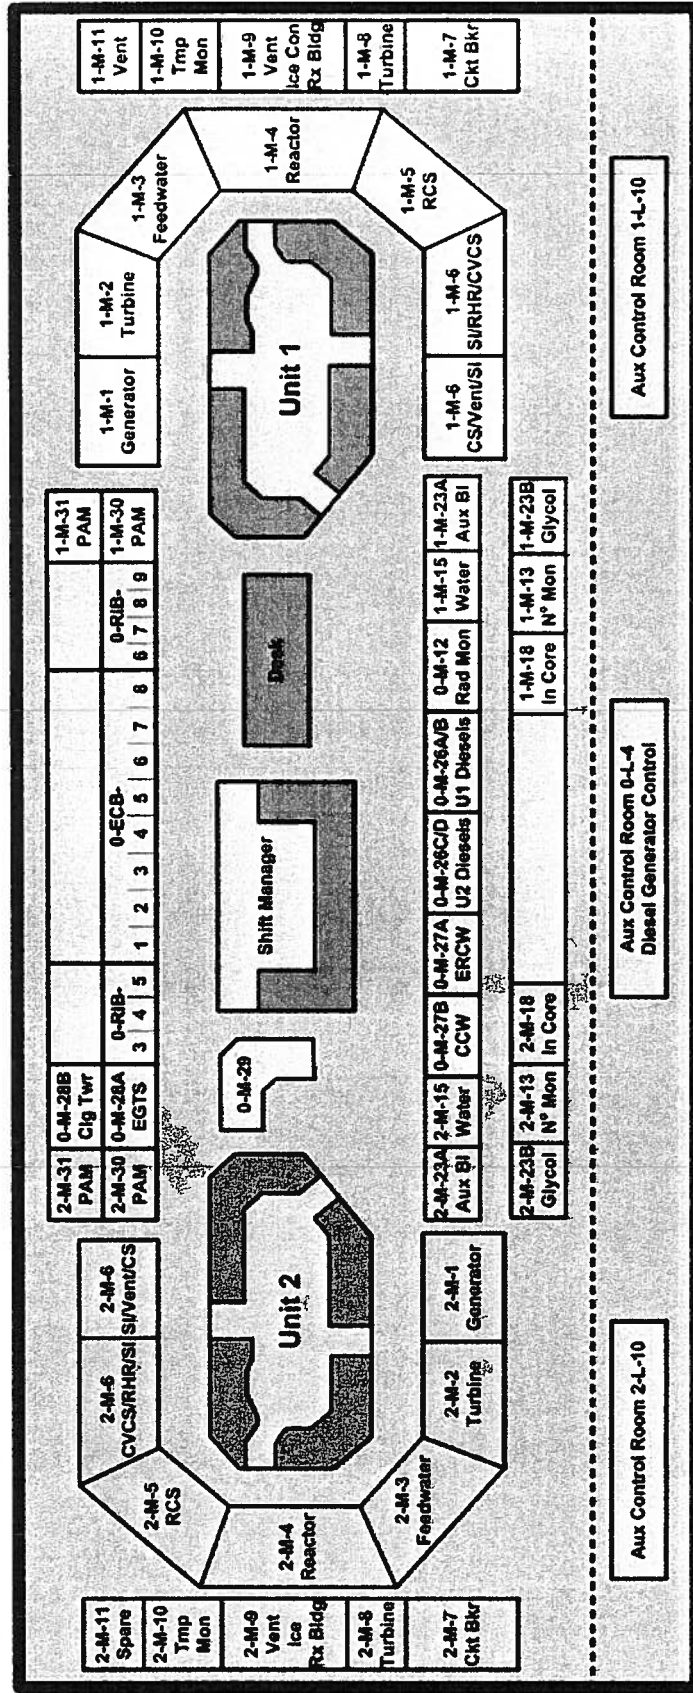 2-M-31
PAM
0-M-28B
Clg Twr
1-M-31
PAM
2-M-30
PAM
0-M-28A
EGTS
0-RIB-
3 4 5
0-ECB-
1 2 3 4 5 6 7 8
0-RIB-
6 7 8 9
1-M-30
PAM
2-M-11
Spare
2-M-10
Tmp
Mon
2-M-9
Vent
Ice
Rx Bldg
2-M-8
Turbine
2-M-7
Ckt Bkr
2-M-6
CVCS/RHR/SI
2-M-6
SI/Vent/CS
2-M-5
RCS
2-M-4
Reactor
2-M-3
Feedwater
2-M-2
Turbine
2-M-1
Generator
Unit 2
0-M-29
Shift Manager
Desk
Unit 1
1-M-1
Generator
1-M-2
Turbine
1-M-3
Feedwater
1-M-4
Reactor
1-M-5
RCS
1-M-6
CS/Vent/SI
1-M-6
SI/RHR/CVCS
1-M-11
Vent
1-M-10
Tmp
Mon
1-M-9
Vent
Ice Con
Rx Bldg
1-M-8
Turbine
1-M-7
Ckt Bkr
2-M-23A
Aux Bl
2-M-15
Water
0-M-27B
CCW
0-M-27A
ERCW
0-M-26C/D
U2 Diesels
0-M-26A/B
U1 Diesels
0-M-12
Rad Mon
1-M-15
Water
1-M-23A
Aux Bl
2-M-23B
Glycol
2-M-13
N° Mon
2-M-18
In Core
1-M-18
In Core
1-M-13
N° Mon
1-M-23B
Glycol
Aux Control Room 2-L-10
Aux Control Room 0-L-4
Diesel Generator Control
Aux Control Room 1-L-10